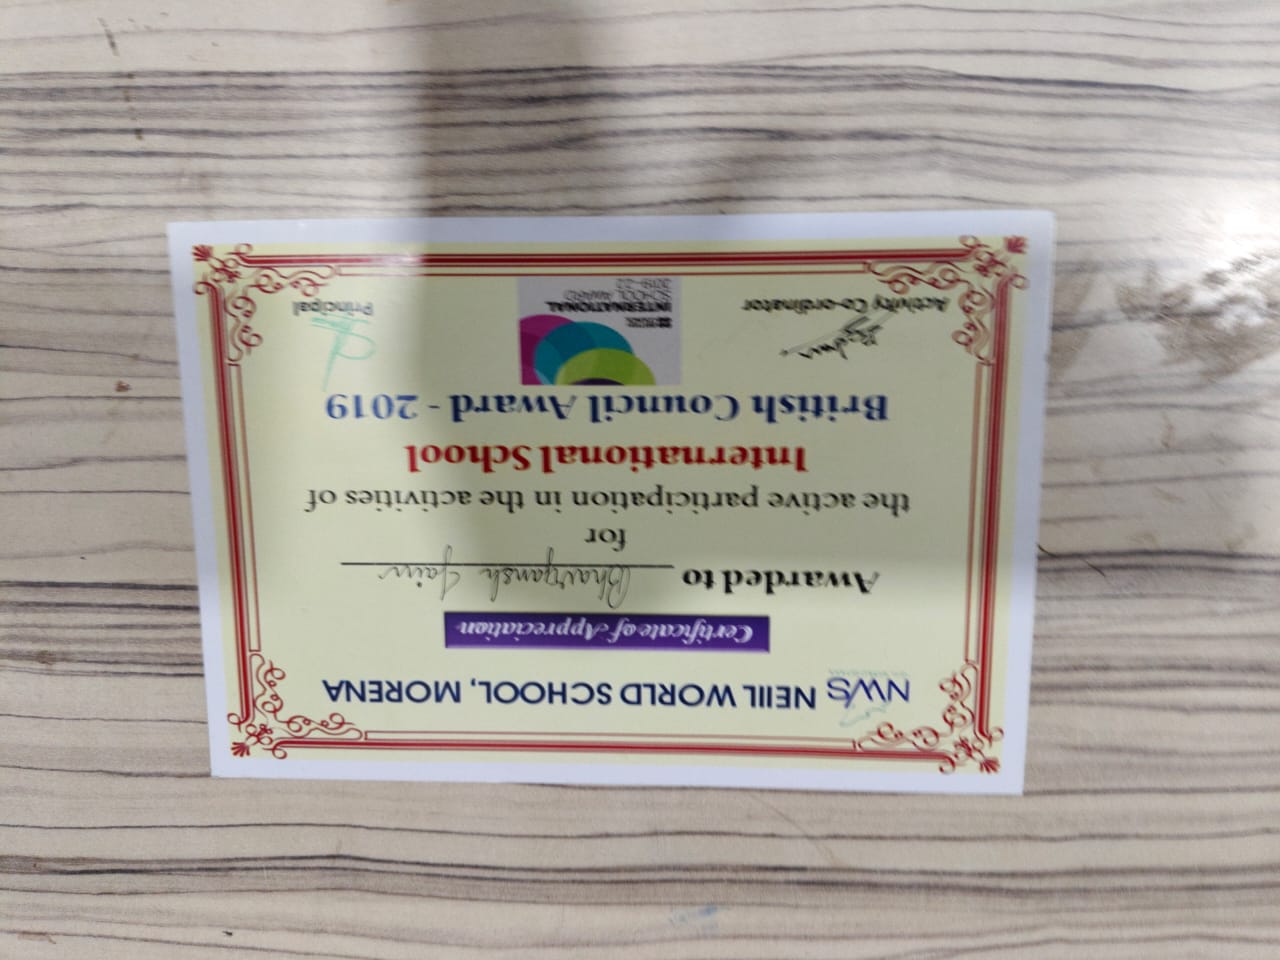 NWS NEIIL WORLD SCHOOL, MORENA
Certificate of Appreciation
Awarded to Bhavyansh Jain
for
the active participation in the activities of
International School
British Council Award - 2019
INTERNATIONAL
SCHOOL AWARD
2019-22
Activity Co-ordinator
Principal